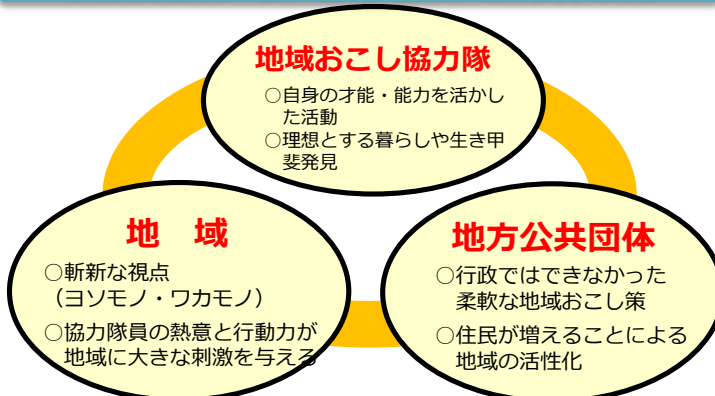 地域おこし協力隊
○自身の才能・能力を活かし
た活動
○理想とする暮らしや生き甲
斐発見
地　域
○斬新な視点
（ヨソモノ・ワカモノ）
○協力隊員の熱意と行動力が
地域に大きな刺激を与える
地方公共団体
○行政ではできなかった
柔軟な地域おこし策
○住民が増えることによる
地域の活性化